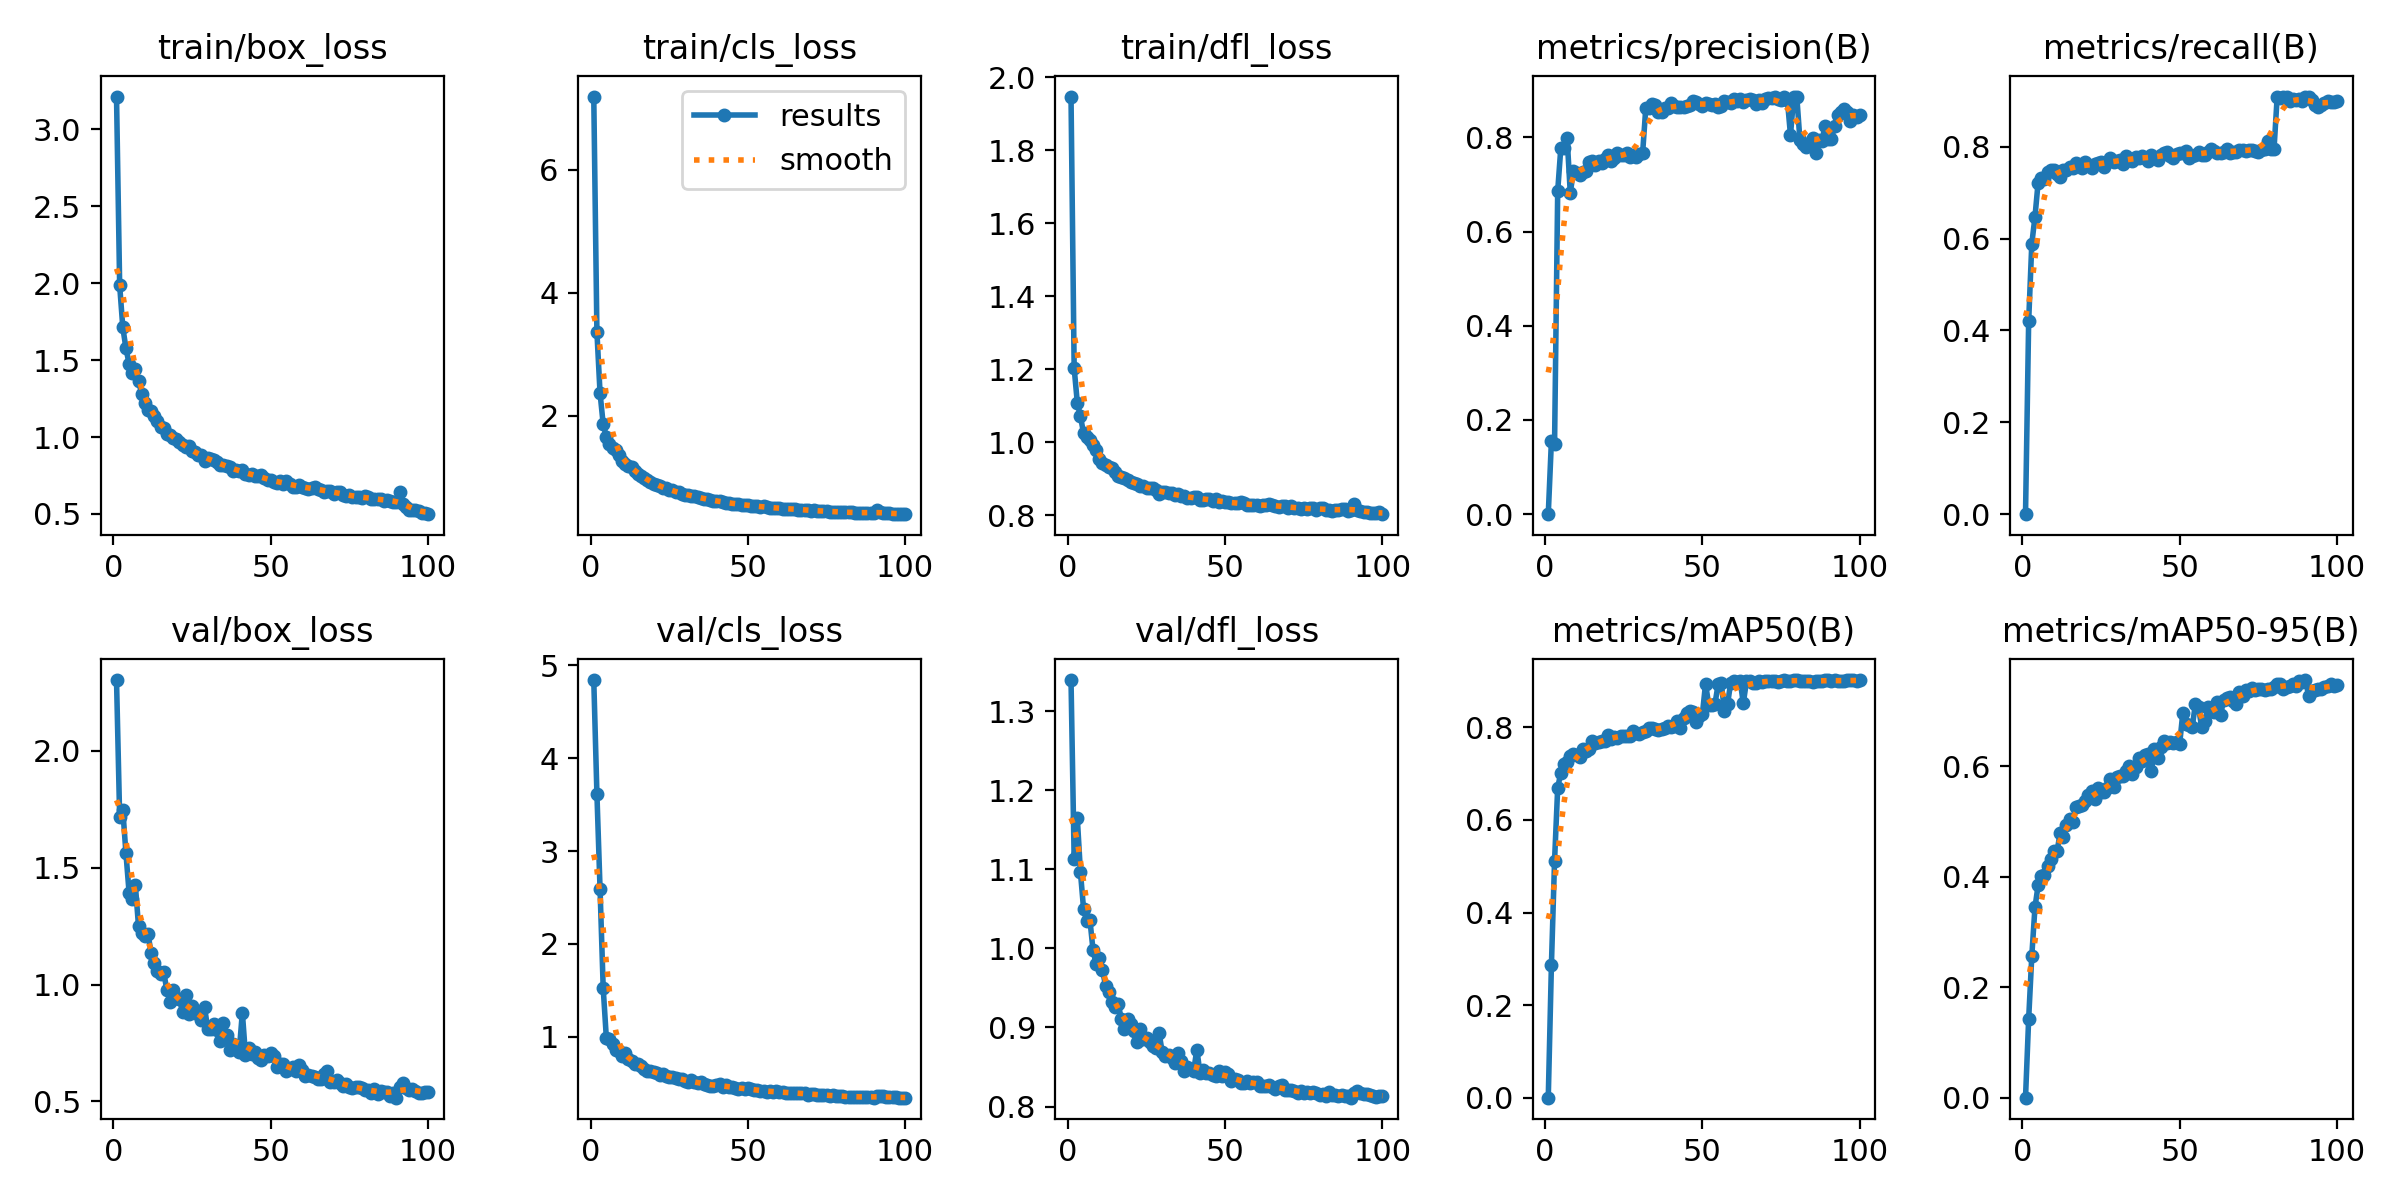 train/box_loss
3.0
2.5
2.0
1.5
1.0
0.5
0 50 100
train/cls_loss
results
smooth
6
4
2
0 50 100
train/dfl_loss
2.0
1.8
1.6
1.4
1.2
1.0
0.8
0 50 100
metrics/precision(B)
0.8
0.6
0.4
0.2
0.0
0 50 100
metrics/recall(B)
0.8
0.6
0.4
0.2
0.0
0 50 100
val/box_loss
2.0
1.5
1.0
0.5
0 50 100
val/cls_loss
5
4
3
2
1
0 50 100
val/dfl_loss
1.3
1.2
1.1
1.0
0.9
0.8
0 50 100
metrics/mAP50(B)
0.8
0.6
0.4
0.2
0.0
0 50 100
metrics/mAP50-95(B)
0.6
0.4
0.2
0.0
0 50 100